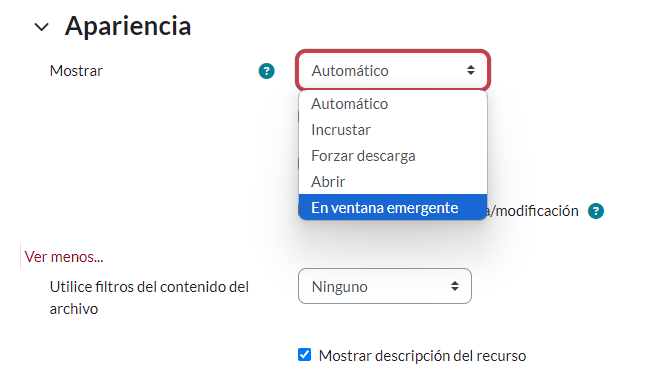 Apariencia
Mostrar
Automático
Automático
Incrustar
Forzar descarga
Abrir
En ventana emergente
/modificación
Ver menos...
Utilice filtros del contenido del
archivo
Ninguno
Mostrar descripción del recurso